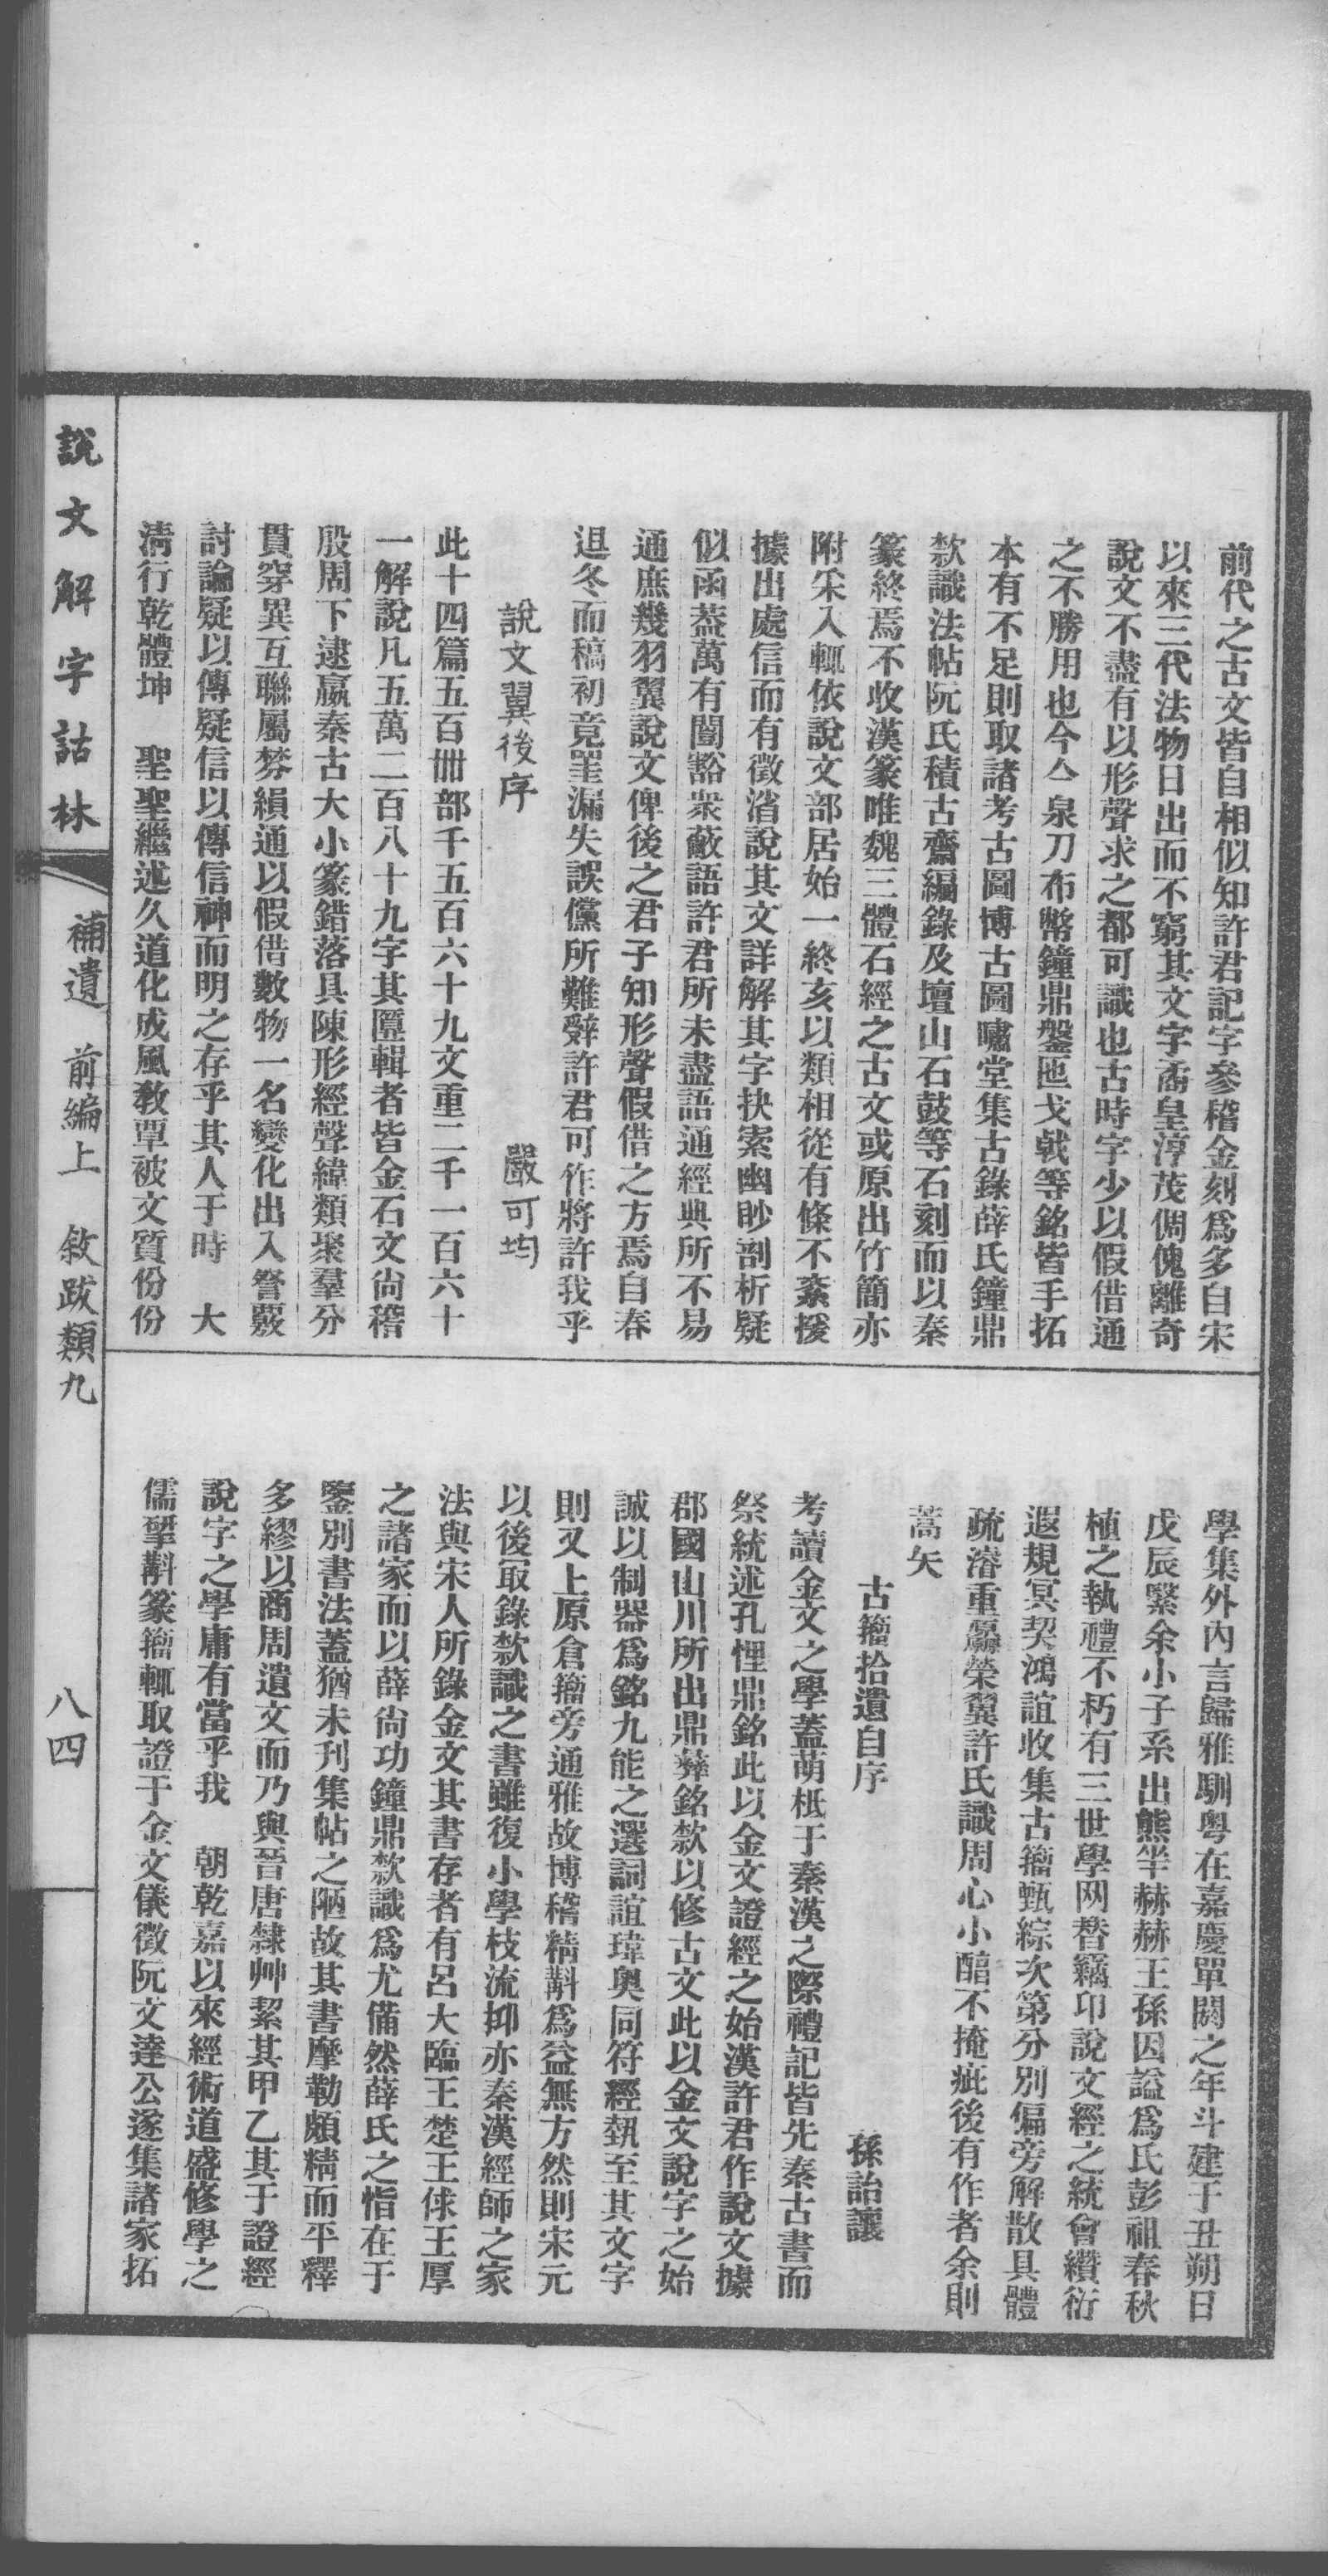 前代之古文皆自相似知許君記字參稽金刻爲多自宋
以來三代法物日出而不窮其文字矞皇淳茂倜傀離奇
說文不盡有以形聲求之都可識也古時字少以假借通
之不勝用也今亼泉刀布幣鐘鼎鎜匜戈戟等銘皆手拓
本有不足則取諸考古圖博古圖嘯堂集古錄薛氏鐘鼎
款識法帖阮氏積古齋編錄及壇山石鼓等石刻而以秦
篆終焉不收漢篆唯魏三體石經之古文或原出竹簡亦
附采入輒依說文部居始一終亥以類相從有條不紊援
據出處信而有徵湻說其文詳解其字抉索幽眇剖析疑
似函蓋萬有闓豁衆蔽語許君所未盡語通經典所不易
通庶幾羽翼說文俾後之君子知形聲假借之方焉自春
徂冬而稿初竟罣漏失誤儻所難辭許君可作將許我乎
說文翼後序　嚴可均
此十四篇五百卌部千五百六十九文重二千一百六十
一解說凡五萬二百八十九字其匰輯者皆金石文尙稽
殷周下逮嬴秦古大小篆錯落具陳形經聲緯類聚羣分
貫穿異互聯屬棼縜通以假借數物一名變化出入詧覈
討論疑以傳疑信以傳信神而明之存乎其人于時　大
清行乾體坤　聖聖繼述久道化成風敎覃被文質份份
學集外內言歸雅馴粤在嘉慶單閼之年斗建于丑朔日
戊辰繄余小子系出熊羋赫赫王孫因謚爲氏彭祖春秋
植之執禮不朽有三世學网替竊卬說文經之統會纘衍
遐規冥契鴻誼收集古籀甄綜次第分別偏旁解散具體
疏濬重羸榮翼許氏識周心小醕不掩疵後有作者余則
蒿矢
古籀拾遺自序　孫詒讓
考讀金文之學蓋萌柢于秦漢之際禮記皆先秦古書而
祭統述孔悝鼎銘此以金文證經之始漢許君作說文據
郡國山川所出鼎彝銘款以修古文此以金文說字之始
誠以制器爲銘九能之選詞誼瑋奥同符經埶至其文字
則又上原倉籀旁通雅故博稽精斠爲益無方然則宋元
以後冣錄款識之書雖復小學枝流抑亦秦漢經師之家
法與宋人所錄金文其書存者有呂大臨王楚王俅王厚
之諸家而以薛尙功鐘鼎款識爲尤備然薛氏之恉在于
鑒別書法蓋猶未刋集帖之陋故其書摩勒頗精而平釋
多繆以商周遺文而乃與晉唐隸艸絜其甲乙其于證經
說字之學庸有當乎我　朝乾嘉以來經術道盛修學之
儒揅斠篆籀輒取證于金文儀徵阮文達公遂集諸家拓
說文解字詁林　補遺　前編上　敘跋類九　八四